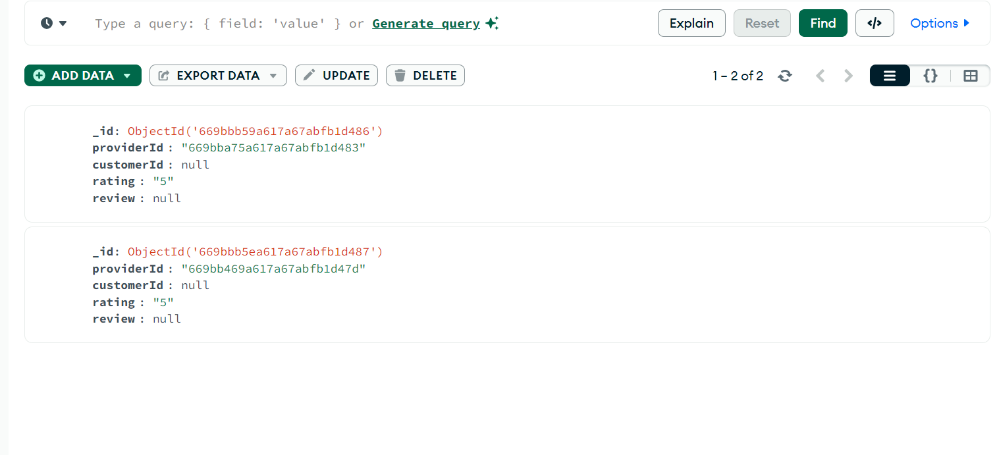 Type a query: { field: 'value' } or Generate query
Explain
Reset
Find
</>
Options
ADD DATA
EXPORT DATA
UPDATE
DELETE
1 – 2 of 2
{}
_id: ObjectId('669bbb59a617a67abfb1d486')
providerId : "669bba75a617a67abfb1d483"
customerId : null
rating : "5"
review : null
_id: ObjectId('669bbb5ea617a67abfb1d487')
providerId : "669bb469a617a67abfb1d47d"
customerId : null
rating : "5"
review : null